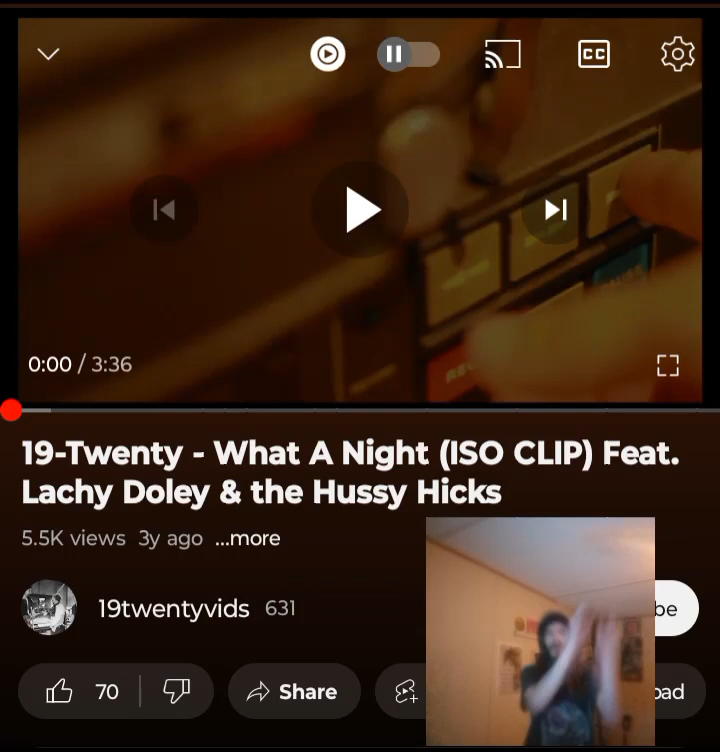 CC
0:00 / 3:36
19-Twenty - What A Night (ISO CLIP) Feat.
Lachy Doley & the Hussy Hicks
5.5K views 3y ago ...more
19twentyvids 631
be
70 Share
oad